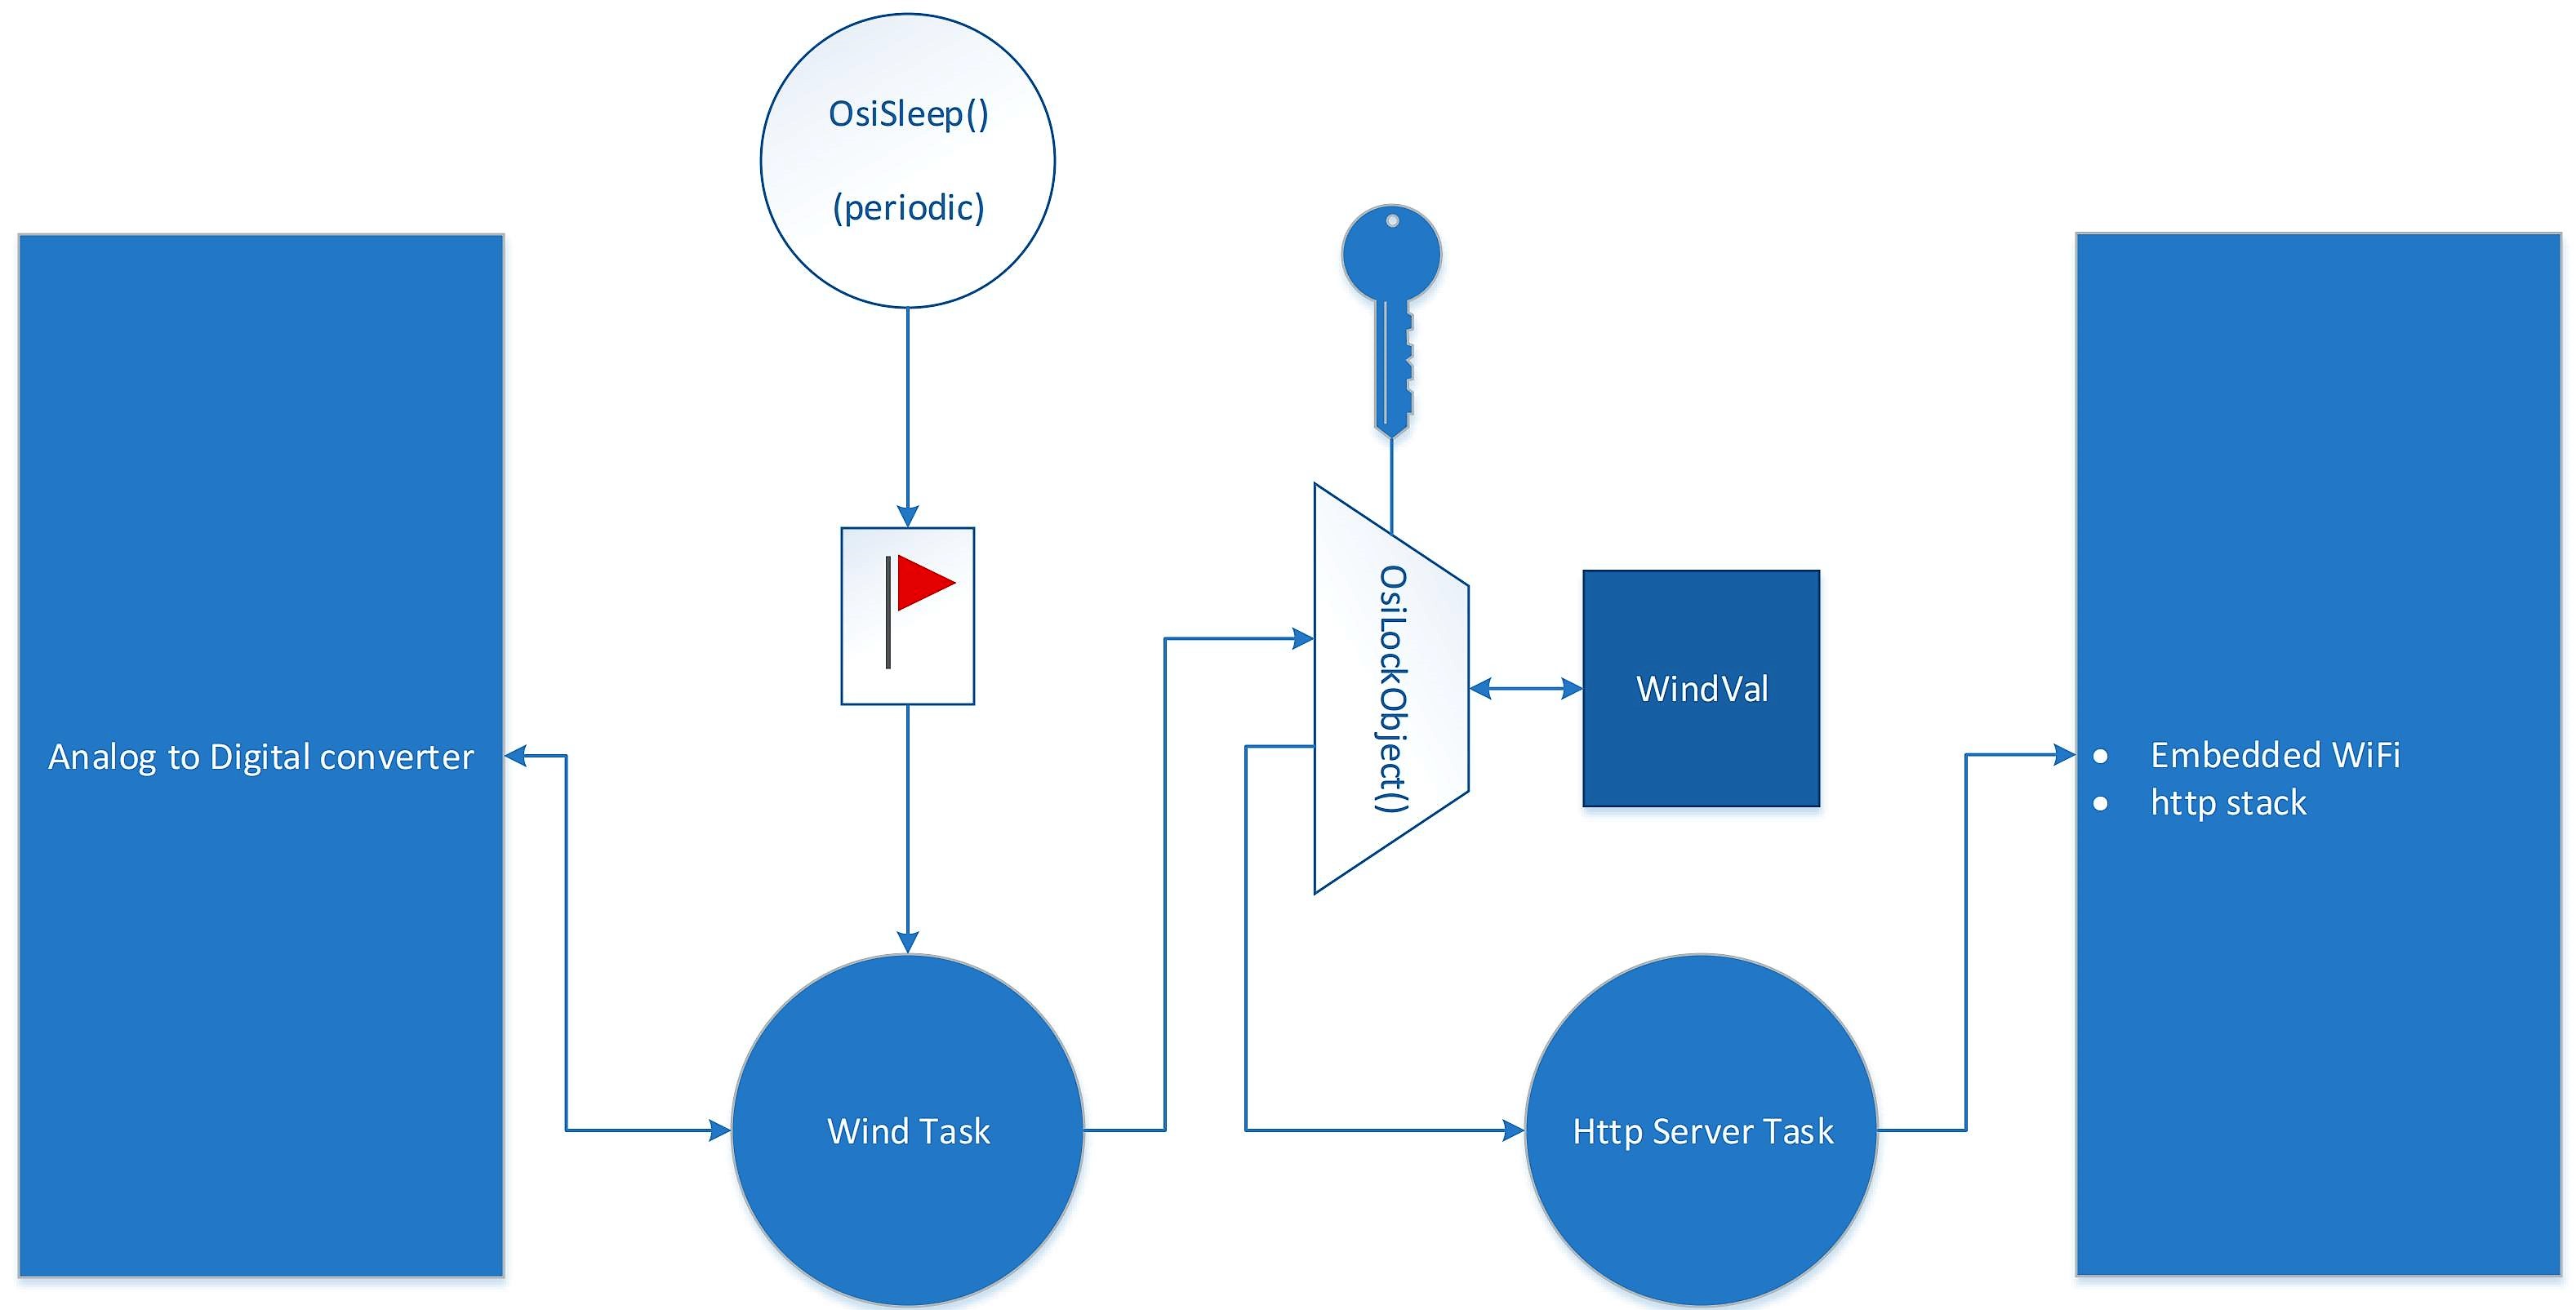 OsiSleep()
(periodic)
OsiLockObject()
WindVal
Analog to Digital converter
• Embedded WiFi
• http stack
Wind Task
Http Server Task